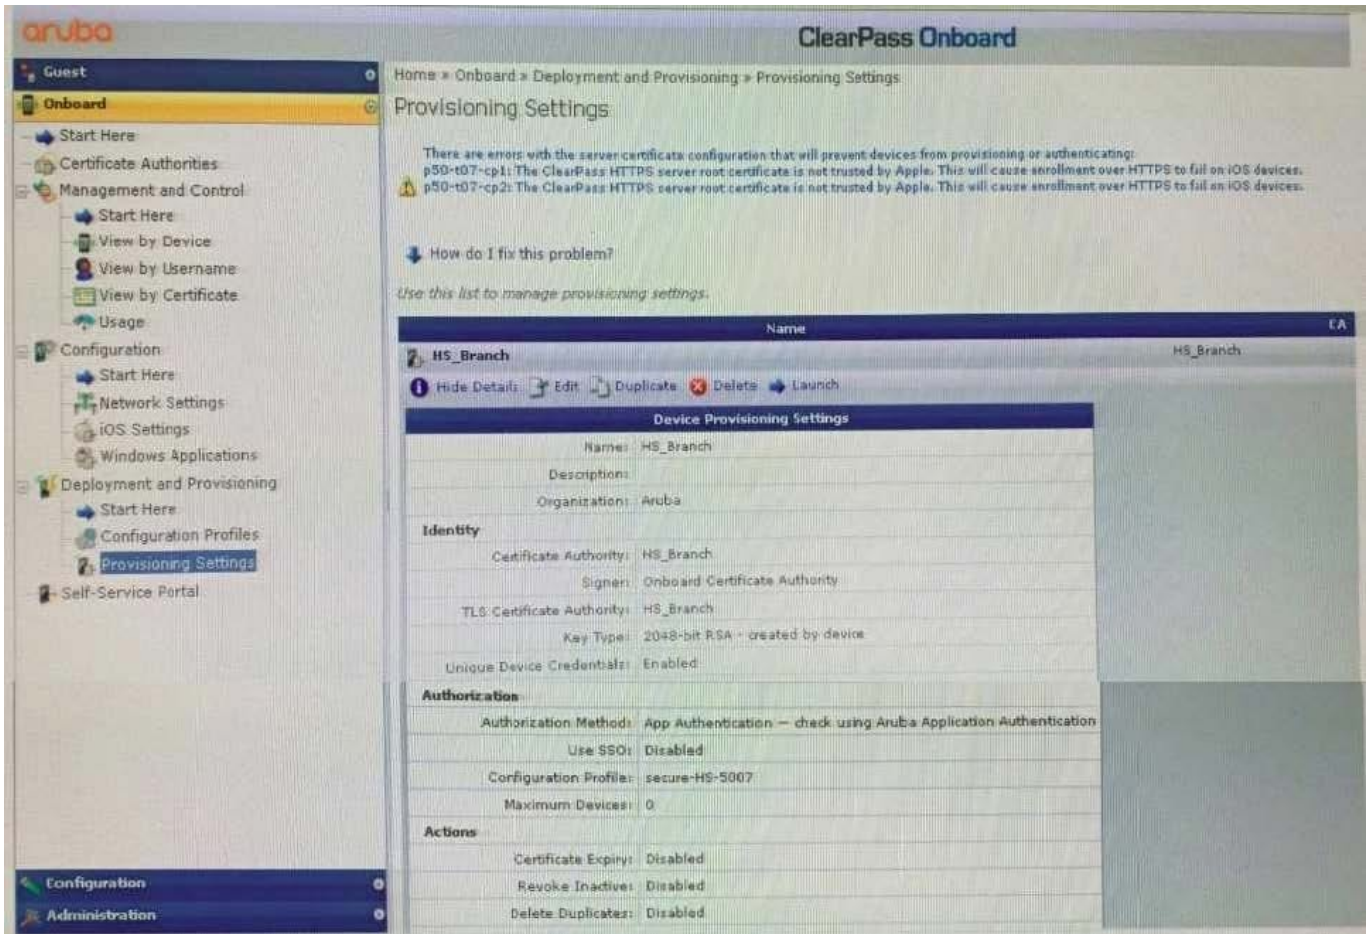 aruba
ClearPass Onboard
Guest
Onboard
Start Here
Certificate Authorities
Management and Control
Start Here
View by Device
View by Username
View by Certificate
Usage
Configuration
Start Here
Network Settings
iOS Settings
Windows Applications
Deployment and Provisioning
Start Here
Configuration Profiles
Provisioning Settings
Self-Service Portal
Configuration
Administration
Home » Onboard » Deployment and Provisioning » Provisioning Settings
Provisioning Settings
There are errors with the server certificate configuration that will prevent devices from provisioning or authenticating:
p50-t07-cp1: The ClearPass HTTPS server root certificate is not trusted by Apple. This will cause enrollment over HTTPS to fail on iOS devices.
p50-t07-cp2: The ClearPass HTTPS server root certificate is not trusted by Apple. This will cause enrollment over HTTPS to fail on iOS devices.
How do I fix this problem?
Use this list to manage provisioning settings.
Name CA
HS_Branch HS_Branch
Hide Details Edit Duplicate Delete Launch
Device Provisioning Settings
Name: HS_Branch
Description:
Organization: Aruba
Identity
Certificate Authority: HS_Branch
Signer: Onboard Certificate Authority
TLS Certificate Authority: HS_Branch
Key Type: 2048-bit RSA - created by device
Unique Device Credentials: Enabled
Authorization
Authorization Method: App Authentication — check using Aruba Application Authentication
Use SSO: Disabled
Configuration Profile: secure-HS-5007
Maximum Devices: 0
Actions
Certificate Expiry: Disabled
Revoke Inactive: Disabled
Delete Duplicates: Disabled